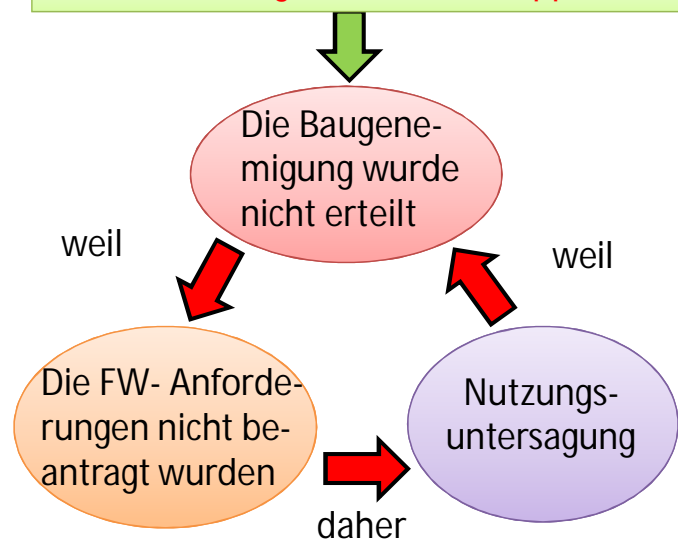 Die Baugene-
migung wurde
nicht erteilt
weil
weil
Die FW- Anforde-
rungen nicht be-
antragt wurden
Nutzungs-
untersagung
daher